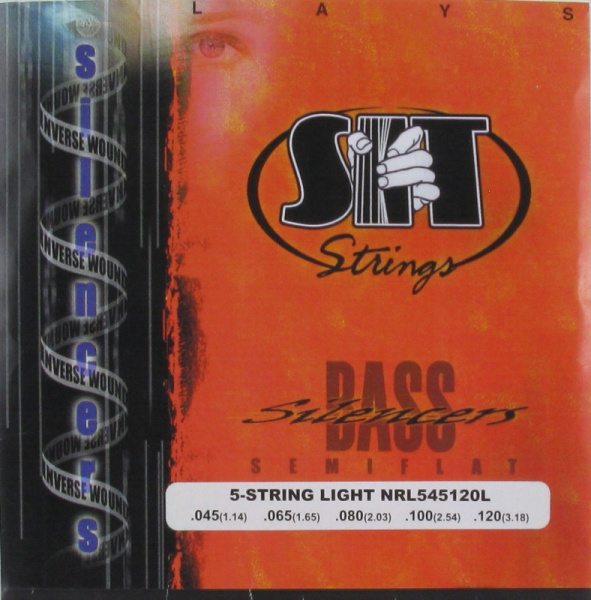 L A Y S
silencers
INVERSE WOUND
INVERSE WOUND
INVERSE WOUND
INVERSE WOUND
SIT
Strings
BASS
Silencers
SEMIFLAT
5-STRING LIGHT NRL545120L
.045(1.14) .065(1.65) .080(2.03) .100(2.54) .120(3.18)